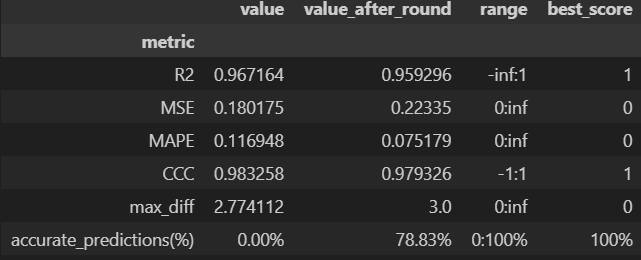 value value_after_round range best_score
metric
R2 0.967164 0.959296 -inf:1 1
MSE 0.180175 0.22335 0:inf 0
MAPE 0.116948 0.075179 0:inf 0
CCC 0.983258 0.979326 -1:1 1
max_diff 2.774112 3.0 0:inf 0
accurate_predictions(%) 0.00% 78.83% 0:100% 100%